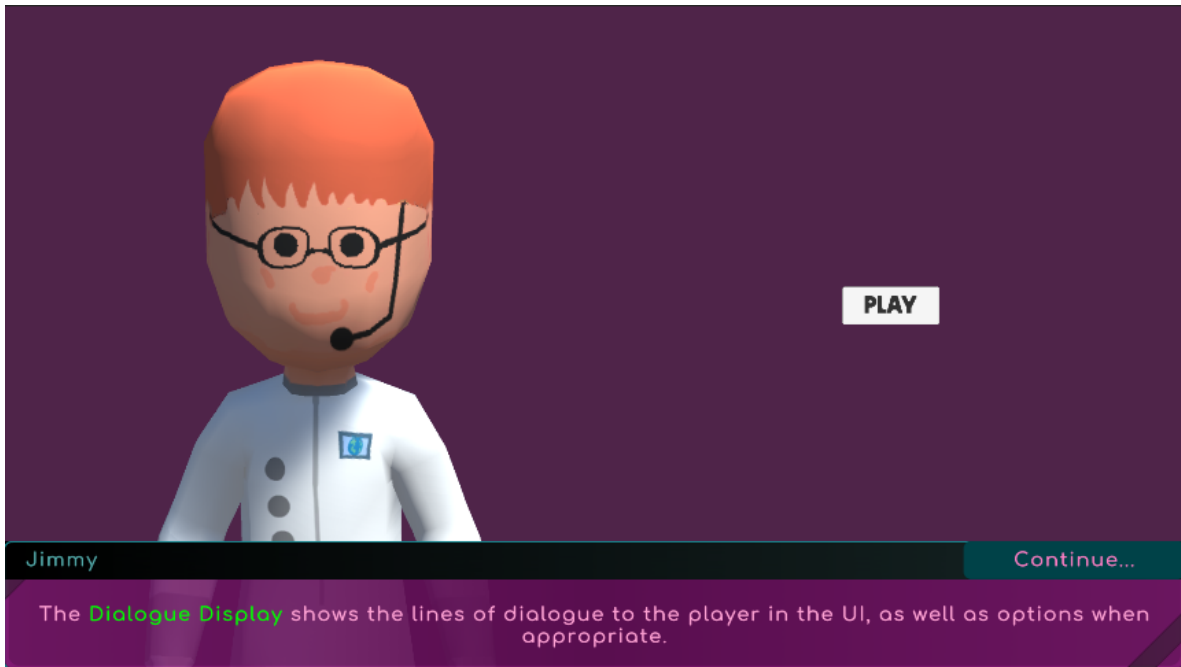 PLAY
Jimmy
Continue...
The Dialogue Display shows the lines of dialogue to the player in the UI, as well as options when
appropriate.